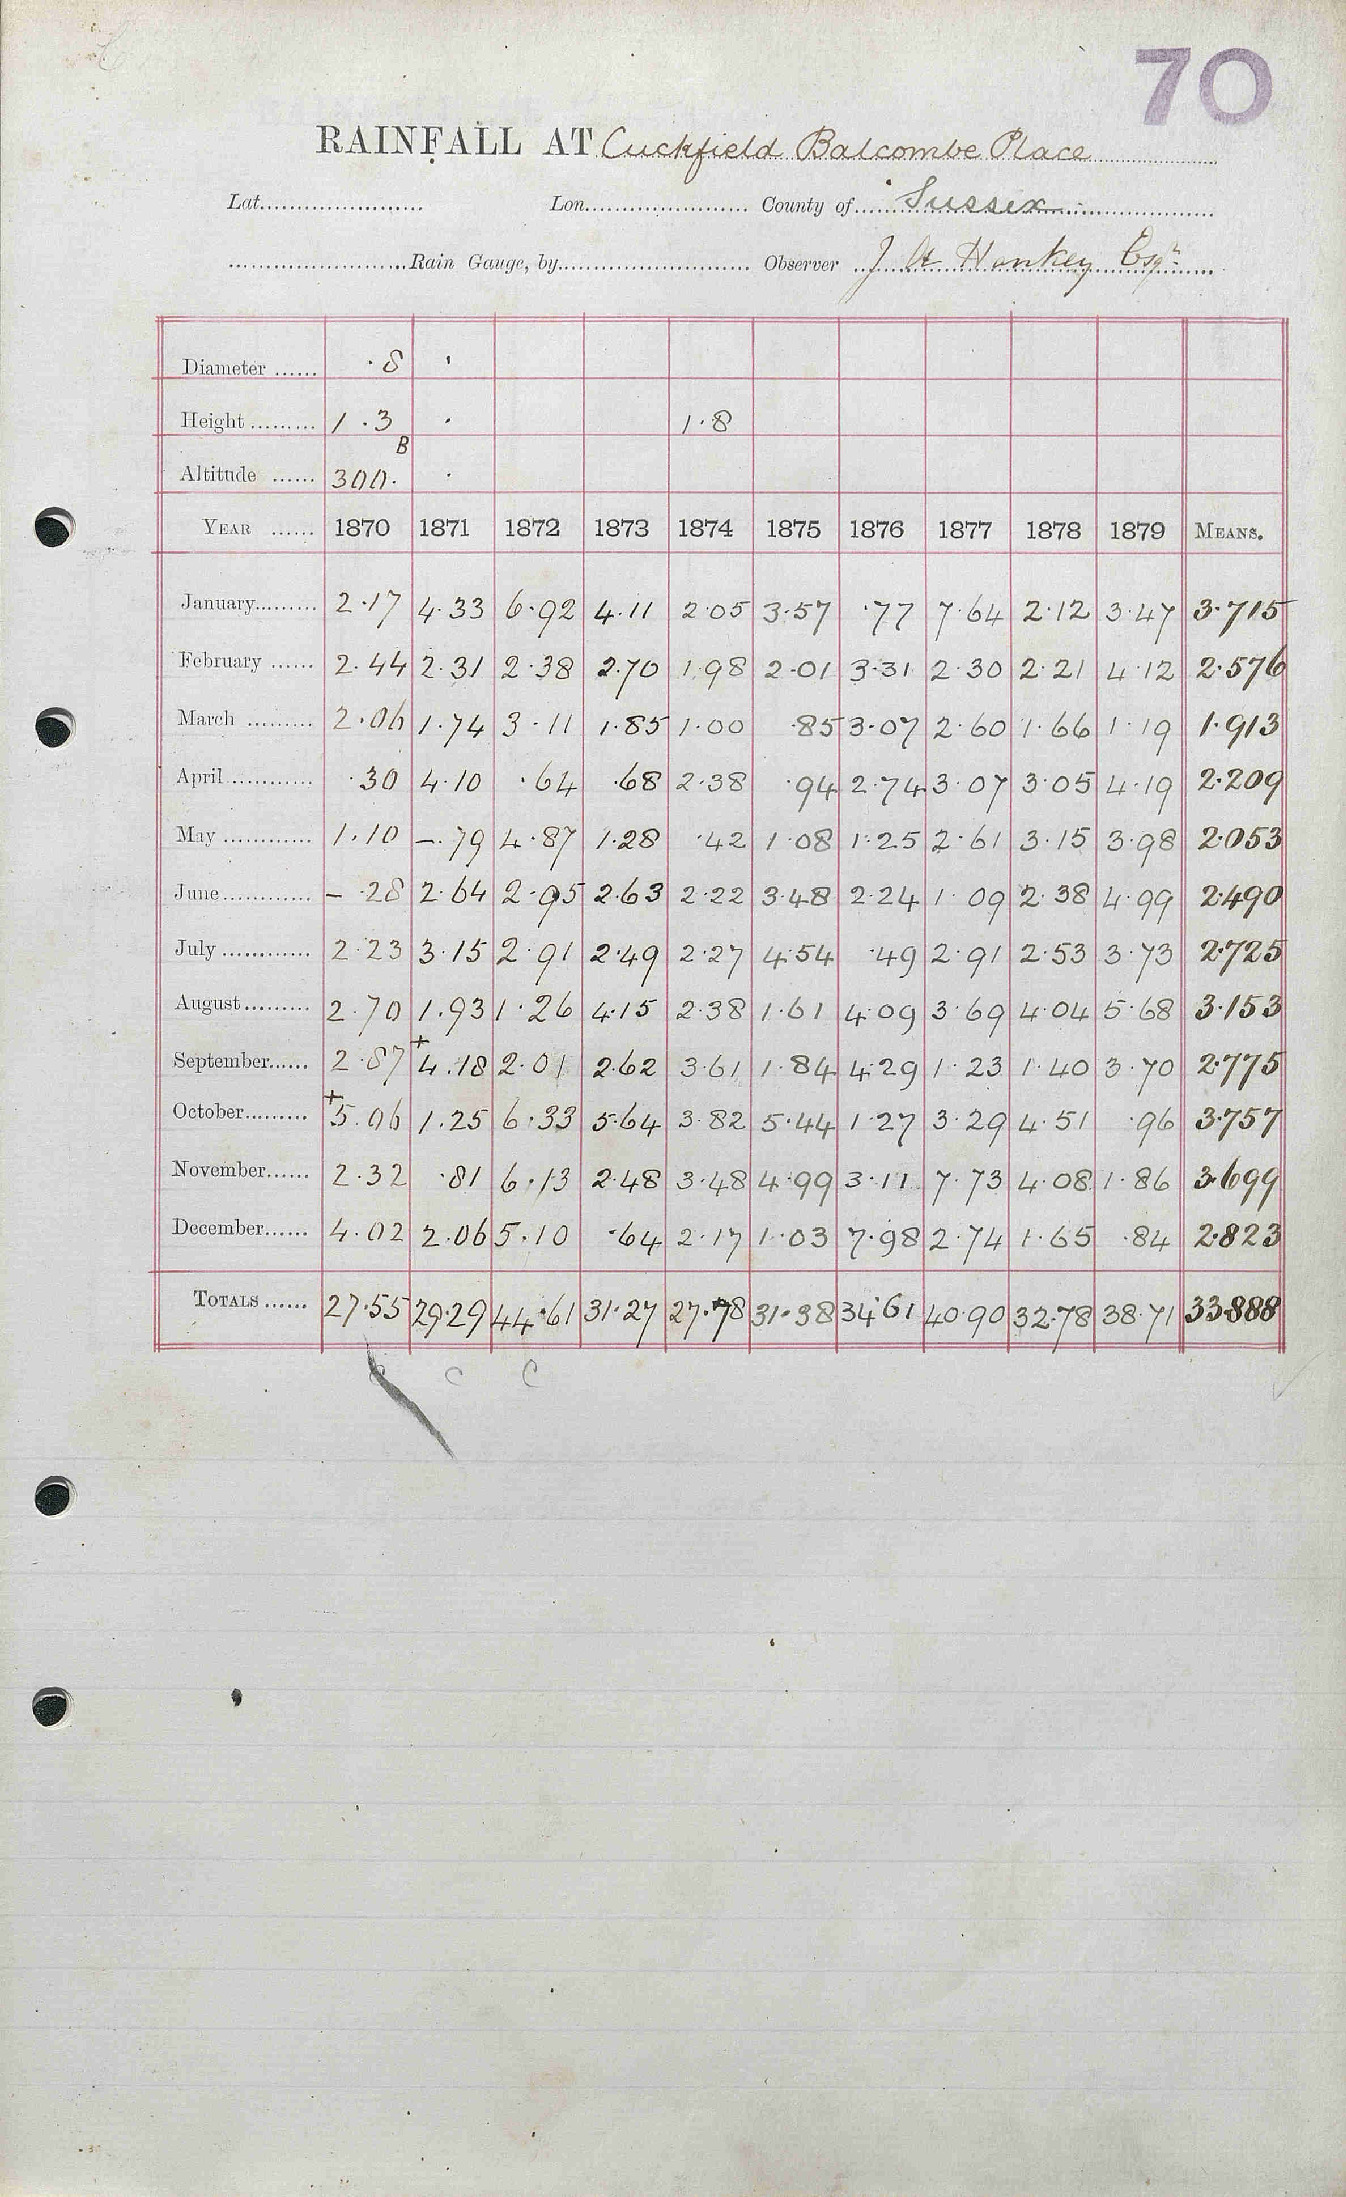 70
RAINFALL AT Cuckfield Balcombe Place
Lat. Lon. County of Sussex
Rain Gauge, by Observer J A Hankey Esqr
Diameter ...... ·8 '
Height ......... 1·3 · 1·8
B
Altitude ...... 300· ·
YEAR ...... 1870 1871 1872 1873 1874 1875 1876 1877 1878 1879 MEANS.
January......... 2·17 4·33 6·92 4·11 2·05 3·57 ·77 7·64 2·12 3·47 3·715
February ...... 2·44 2·31 2·38 2·70 1·98 2·01 3·31 2·30 2·21 4·12 2·576
March ......... 2·06 1·74 3·11 1·85 1·00 ·85 3·07 2·60 1·66 1·19 1·913
April ............ ·30 4·10 ·64 ·68 2·38 ·94 2·74 3·07 3·05 4·19 2·209
May ............ 1·10 –·79 4·87 1·28 ·42 1·08 1·25 2·61 3·15 3·98 2·053
June............ – ·28 2·64 2·95 2·63 2·22 3·48 2·24 1·09 2·38 4·99 2·490
July ............ 2·23 3·15 2·91 2·49 2·27 4·54 ·49 2·91 2·53 3·73 2·725
August......... 2·70 1·93 1·26 4·15 2·38 1·61 4·09 3·69 4·04 5·68 3·153
September...... 2·87 +4·18 2·01 2·62 3·61 1·84 4·29 1·23 1·40 3·70 2·775
October......... +5·06 1·25 6·33 5·64 3·82 5·44 1·27 3·29 4·51 ·96 3·757
November...... 2·32 ·81 6·13 2·48 3·48 4·99 3·11 7·73 4·08 1·86 3·699
December...... 4·02 2·06 5·10 ·64 2·17 1·03 7·98 2·74 1·65 ·84 2·823
TOTALS ...... 27·55 29·29 44·61 31·27 27·78 31·38 34·61 40·90 32·78 38·71 33·888
C C C